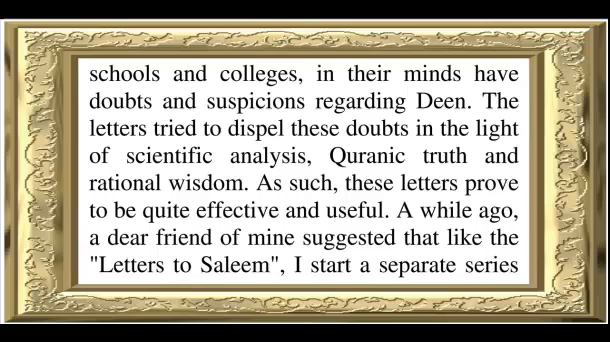 schools and colleges, in their minds have
doubts and suspicions regarding Deen. The
letters tried to dispel these doubts in the light
of scientific analysis, Quranic truth and
rational wisdom. As such, these letters prove
to be quite effective and useful. A while ago,
a dear friend of mine suggested that like the
"Letters to Saleem", I start a separate series